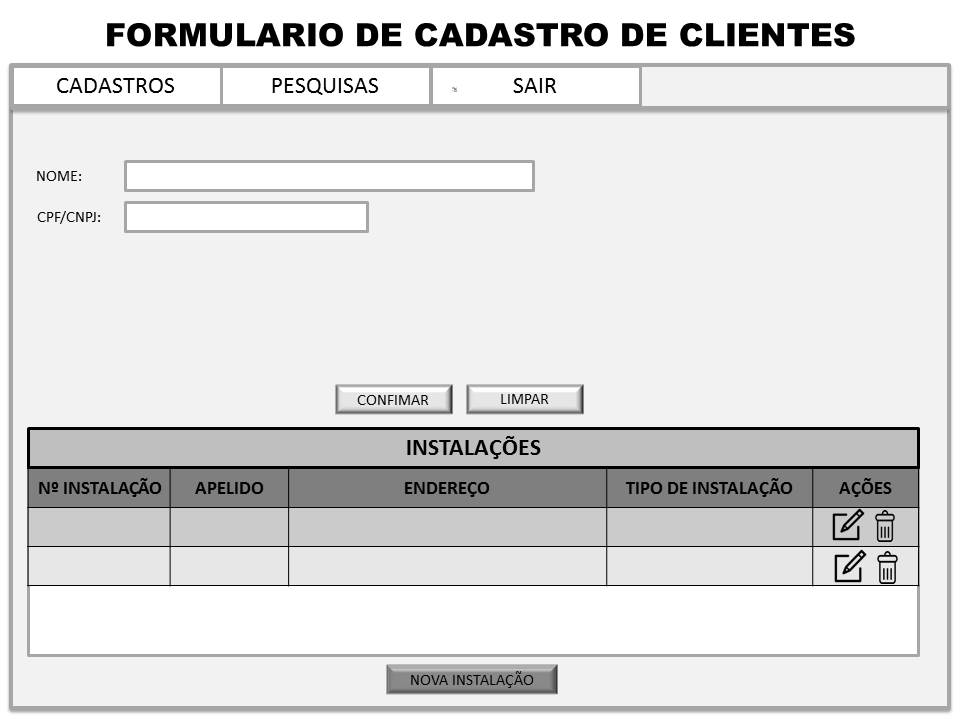 FORMULARIO DE CADASTRO DE CLIENTES
CADASTROS PESQUISAS SAIR
NOME:
CPF/CNPJ:
CONFIMAR LIMPAR
INSTALAÇÕES
Nº INSTALAÇÃO APELIDO ENDEREÇO TIPO DE INSTALAÇÃO AÇÕES
NOVA INSTALAÇÃO